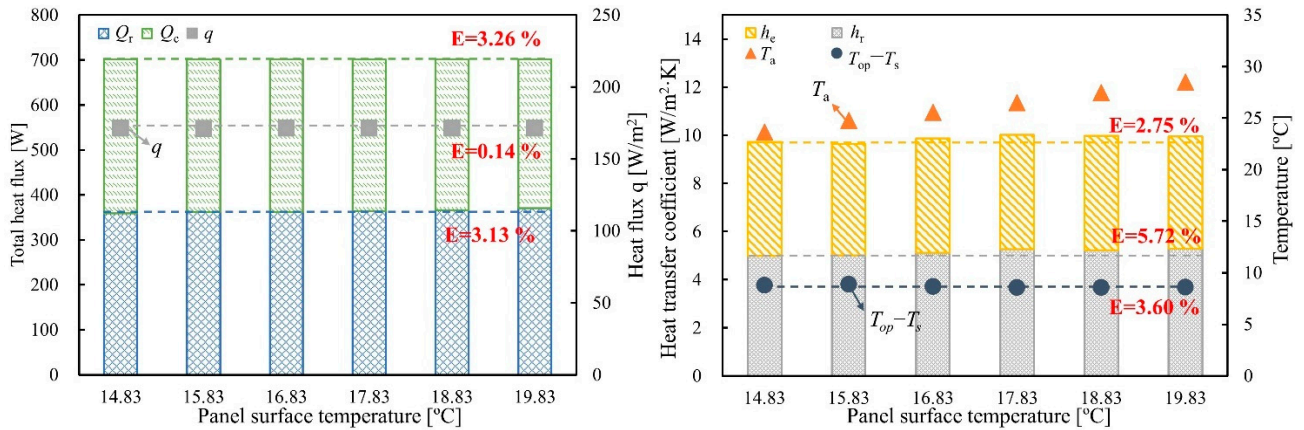 800
700
600
500
400
300
200
100
0
Total heat flux [W]
Qr Qc q
E=3.26 %
q
E=0.14 %
E=3.13 %
250
200
150
100
50
0
Heat flux q [W/m²]
14.83 15.83 16.83 17.83 18.83 19.83
Panel surface temperature [ºC]
14
12
10
8
6
4
2
0
Heat transfer coefficient [W/m²·K]
he hr
Ta Top−Ts
Ta
E=2.75 %
E=5.72 %
Top−Ts
E=3.60 %
35
30
25
20
15
10
5
0
Temperature [ºC]
14.83 15.83 16.83 17.83 18.83 19.83
Panel surface temperature [ºC]